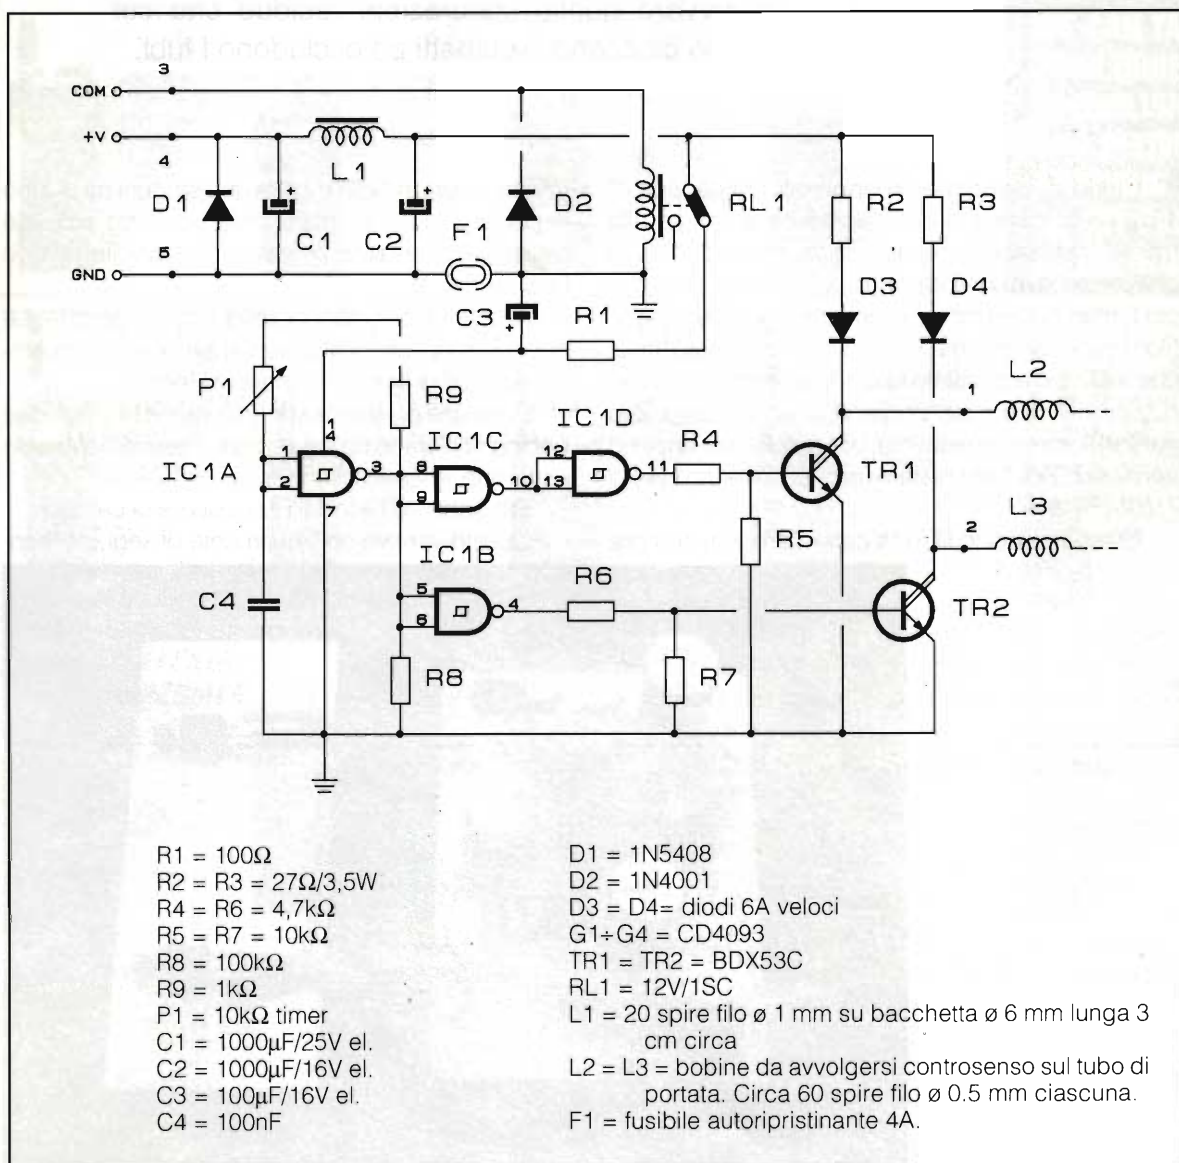 le portano scompatti ed occludono i tubi.
3
COM
+V
4
L1
D1
C1
C2
F1
D2
RL1
R2
R3
5
GND
D3
D4
C3
+
R1
P1
R9
L2
1
1
4
IC1A
1
2
3
7
IC1C
8
9
10
IC1D
12
13
11
R4
TR1
L3
2
IC1B
5
6
4
R6
R5
TR2
C4
R8
R7
R1 = 100Ω
R2 = R3 = 27Ω/3,5W
R4 = R6 = 4,7kΩ
R5 = R7 = 10kΩ
R8 = 100kΩ
R9 = 1kΩ
P1 = 10kΩ timer
C1 = 1000µF/25V el.
C2 = 1000µF/16V el.
C3 = 100µF/16V el.
C4 = 100nF
D1 = 1N5408
D2 = 1N4001
D3 = D4= diodi 6A veloci
G1÷G4 = CD4093
TR1 = TR2 = BDX53C
RL1 = 12V/1SC
L1 = 20 spire filo ø 1 mm su bacchetta ø 6 mm lunga 3
cm circa
L2 = L3 = bobine da avvolgersi controsenso sul tubo di
portata. Circa 60 spire filo ø 0.5 mm ciascuna.
F1 = fusibile autoripristinante 4A.